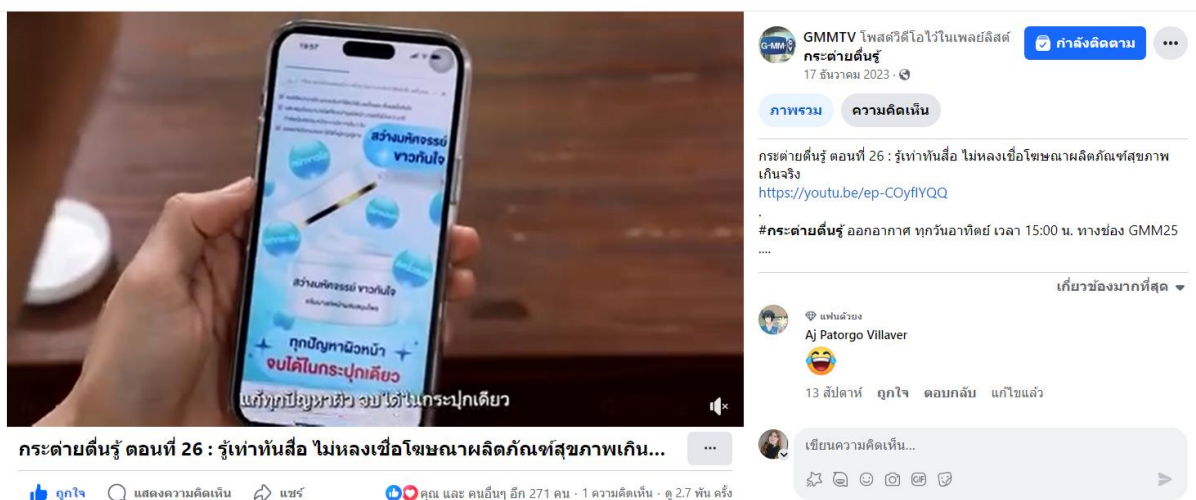 19:57
สว่างมหัศจรรย์
ขาวทันใจ
สว่างมหัศจรรย์ ขาวทันใจ
ทุกปัญหาผิวหน้า
จบได้ในกระปุกเดียว
แก้ทุกปัญหาผิว จบได้ในกระปุกเดียว
กระต่ายตื่นรู้ ตอนที่ 26 : รู้เท่าทันสื่อ ไม่หลงเชื่อโฆษณาผลิตภัณฑ์สุขภาพเกิน...
ถูกใจ แสดงความคิดเห็น แชร์ คุณ และ คนอื่นๆ อีก 271 คน · 1 ความคิดเห็น · ดู 2.7 พัน ครั้ง
GMMTV โพสต์วิดีโอไว้ในเพลย์ลิสต์
กระต่ายตื่นรู้
17 ธันวาคม 2023
กำลังติดตาม
ภาพรวม ความคิดเห็น
กระต่ายตื่นรู้ ตอนที่ 26 : รู้เท่าทันสื่อ ไม่หลงเชื่อโฆษณาผลิตภัณฑ์สุขภาพ
เกินจริง
https://youtu.be/ep-COyflYQQ
.
#กระต่ายตื่นรู้ ออกอากาศ ทุกวันอาทิตย์ เวลา 15:00 น. ทางช่อง GMM25
....
เกี่ยวข้องมากที่สุด
แฟนตัวยง
Aj Patorgo Villaver
13 สัปดาห์ ถูกใจ ตอบกลับ แก้ไขแล้ว
เขียนความคิดเห็น...
GIF